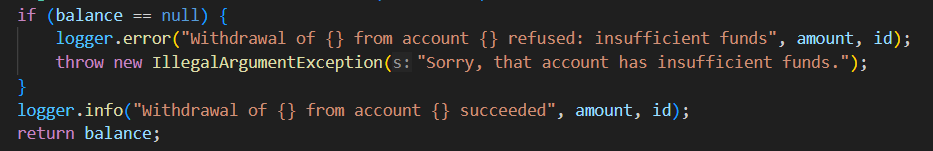 if (balance == null) {
logger.error("Withdrawal of {} from account {} refused: insufficient funds", amount, id);
throw new IllegalArgumentException(s: "Sorry, that account has insufficient funds.");
}
logger.info("Withdrawal of {} from account {} succeeded", amount, id);
return balance;